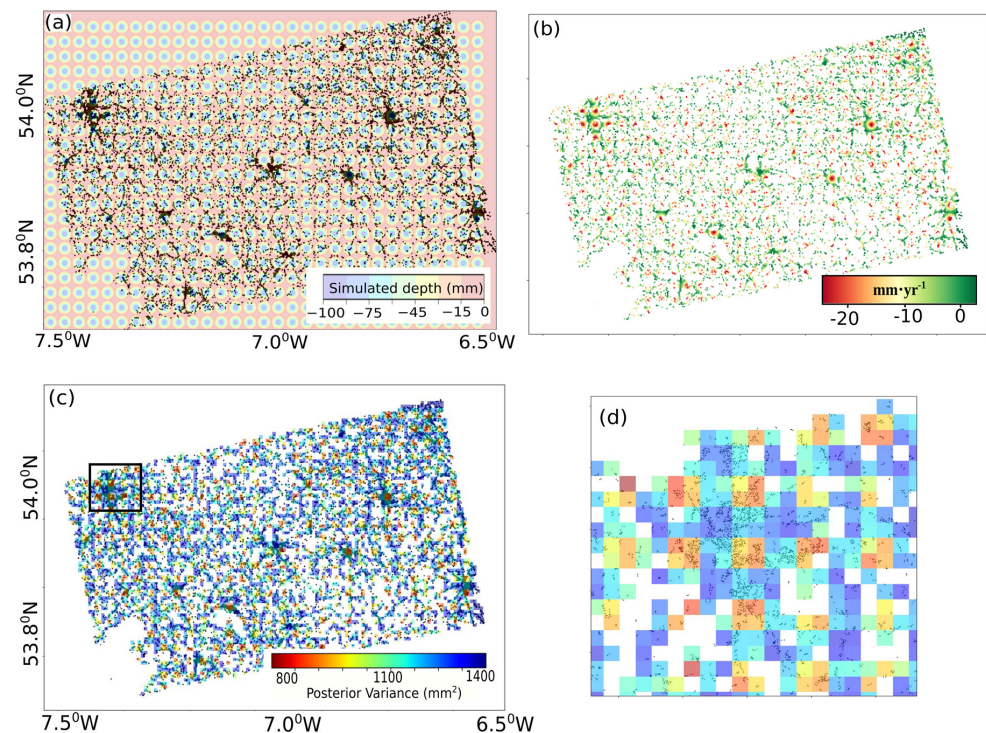 (a)
54.0⁰N
53.8⁰N
Simulated depth (mm)
−100 −75 −45 −15 0
7.5⁰W 7.0⁰W 6.5⁰W
(b)
mm·yr⁻¹
-20 -10 0
(c)
54.0⁰N
53.8⁰N
800 1100 1400
Posterior Variance (mm²)
7.5⁰W 7.0⁰W 6.5⁰W
(d)